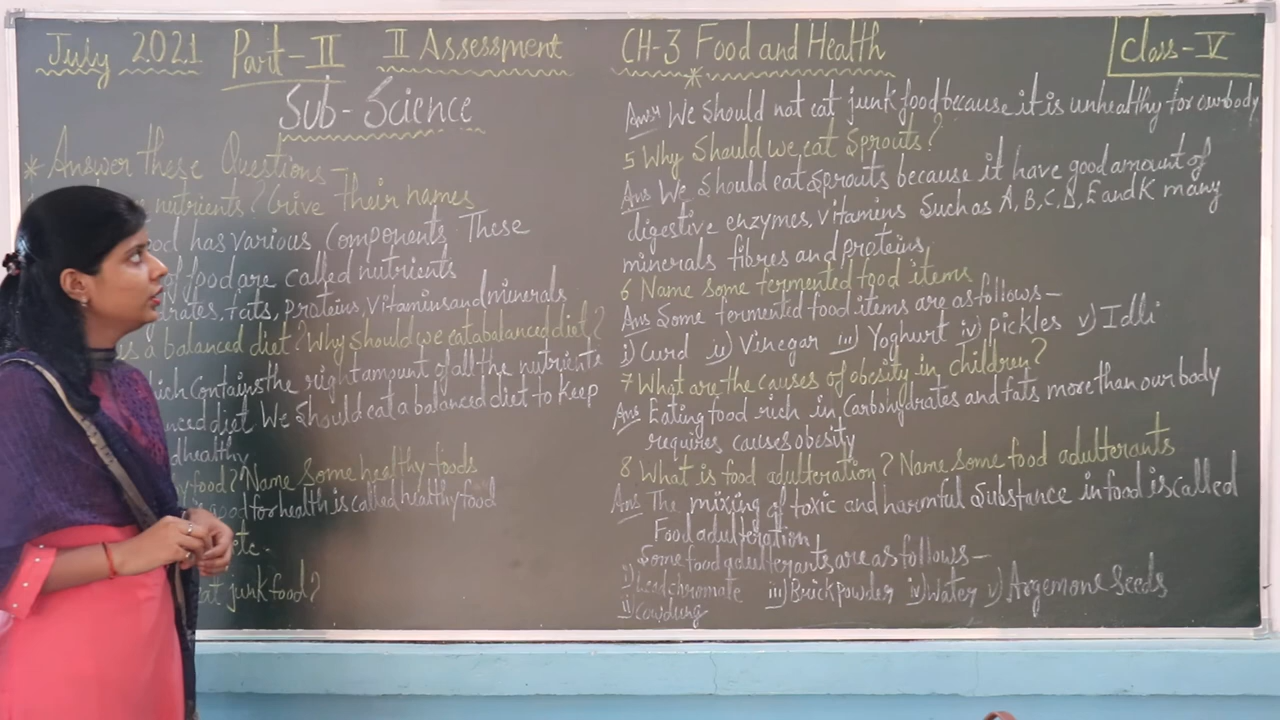 July 2021 Part-II II Assessment CH-3 Food and Health Class-V
Sub-Science
* Answer these Questions -
nutrients? Give Their names
has various components These
of food are called nutrients
rates, fats, proteins, Vitamins and minerals
is a balanced diet? Why should we eat a balanced diet?
contains the right amount of all the nutrients
diet. We should eat a balanced diet to keep
healthy
food? Name Some healthy foods
good for health is called healthy food
etc.
eat junk food?
Ans We should not eat junk food because it is unhealthy for our body
5 Why Should we eat Sprouts?
Ans We Should eat Sprouts because it have good amount of
digestive enzymes, vitamins Such as A, B, C, D, E and K many
minerals fibres and proteins,
6 Name some fermented food items
Ans Some fermented food items are as follows-
i) Curd ii) Vinegar iii) Yoghurt iv) pickles v) Idli
7 What are the causes of obesity in children?
Ans Eating food rich in Carbohydrates and fats more than our body
requires causes obesity
8 What is food adulteration? Name Some food adulterants
Ans The mixing of toxic and harmful Substance in food is called
Food adulteration
Some food adulterants are as follows-
i) Lead chromate iii) Brick powder iv) Water v) Argemone Seeds
ii) Cowdung